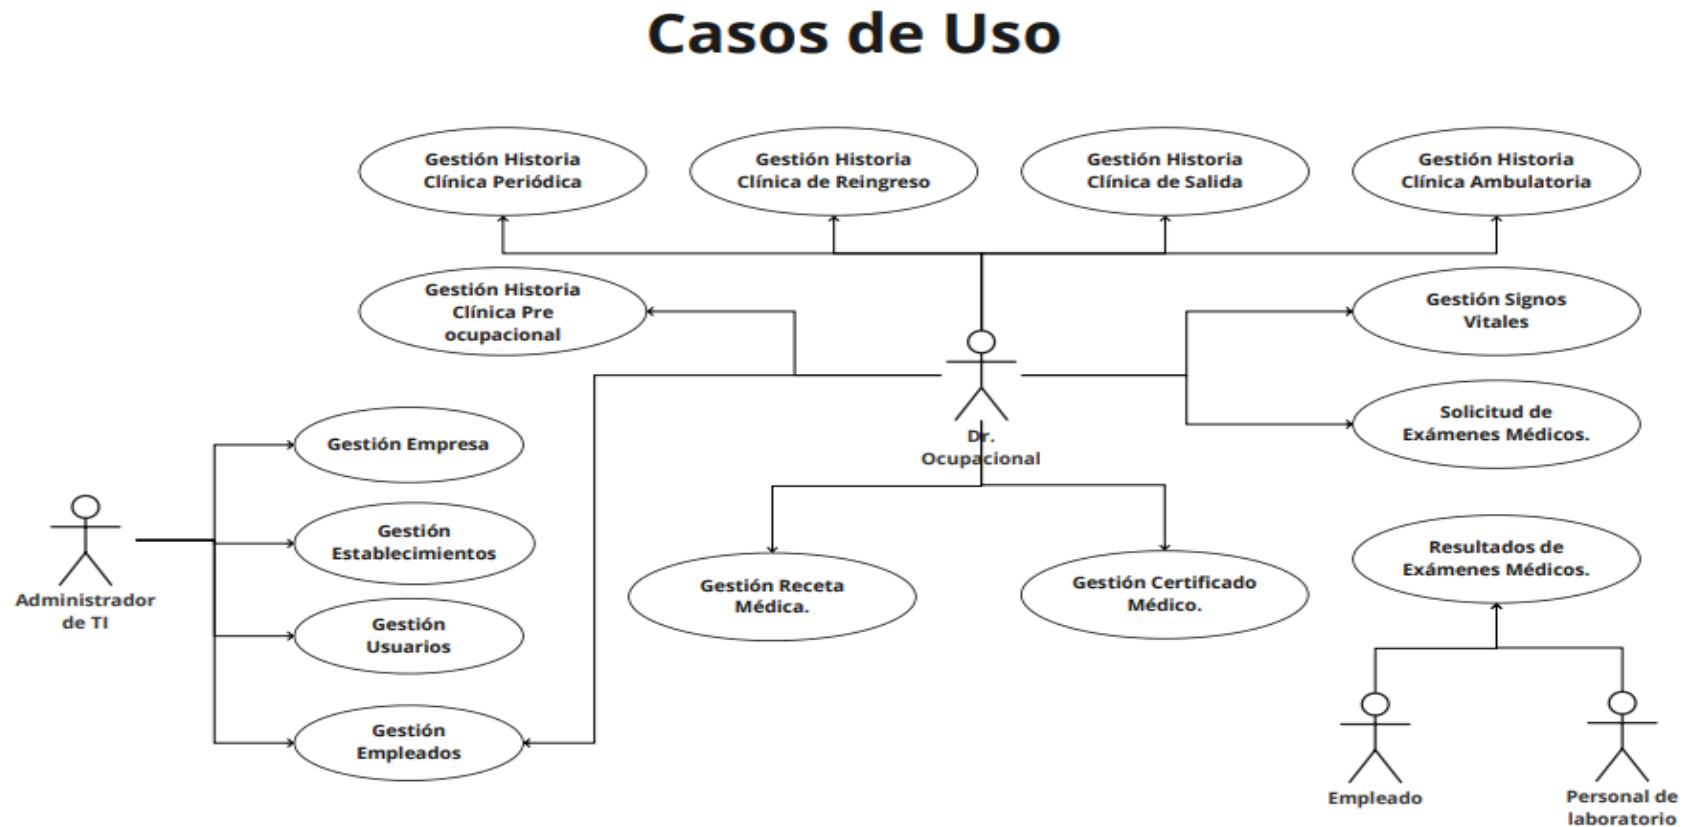 Casos de Uso
Gestión Historia
Clínica Periódica
Gestión Historia
Clínica de Reingreso
Gestión Historia
Clínica de Salida
Gestión Historia
Clínica Ambulatoria
Gestión Historia
Clínica Pre
ocupacional
Gestión Signos
Vitales
Dr.
Ocupacional
Solicitud de
Exámenes Médicos.
Gestión Empresa
Gestión
Establecimientos
Administrador
de TI
Gestión
Usuarios
Gestión
Empleados
Gestión Receta
Médica.
Gestión Certificado
Médico.
Resultados de
Exámenes Médicos.
Empleado
Personal de
laboratorio